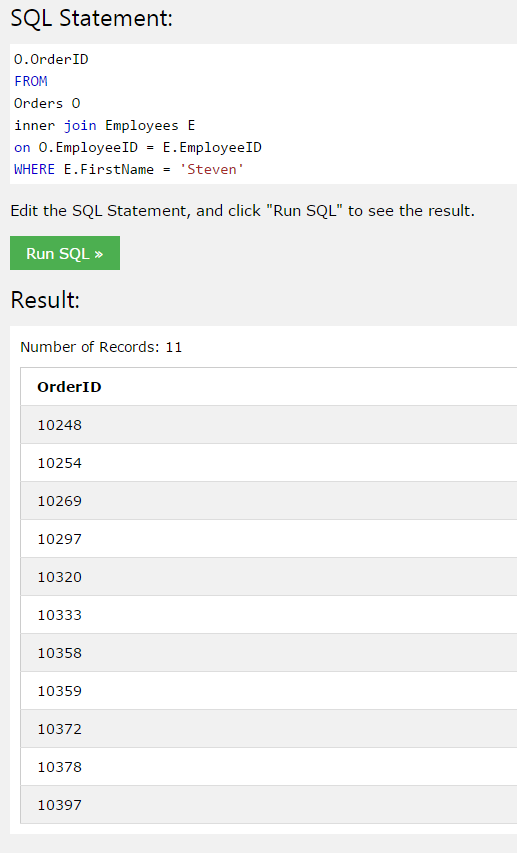 SQL Statement:
O.OrderID
FROM
Orders O
inner join Employees E
on O.EmployeeID = E.EmployeeID
WHERE E.FirstName = 'Steven'
Edit the SQL Statement, and click "Run SQL" to see the result.
Run SQL »
Result:
Number of Records: 11
OrderID
10248
10254
10269
10297
10320
10333
10358
10359
10372
10378
10397